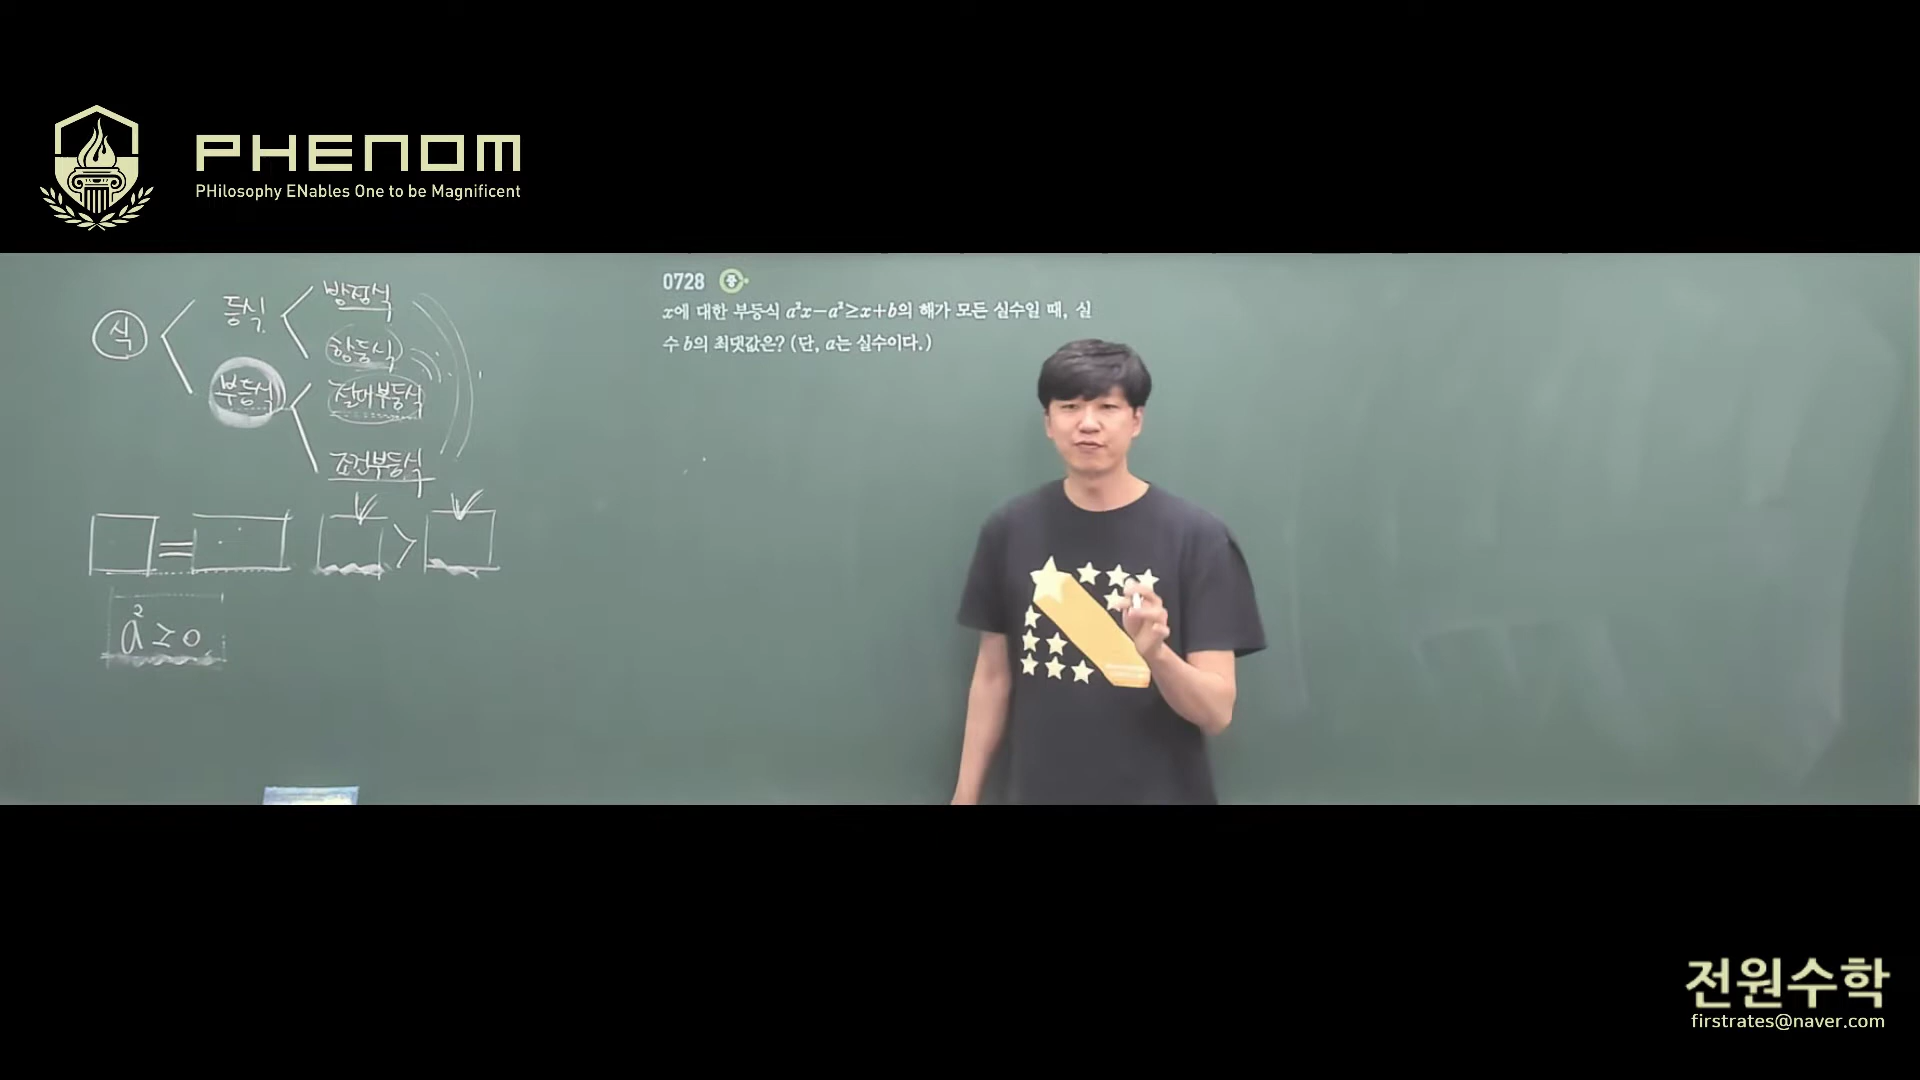 PHENOM
PHilosophy ENables One to be Magnificent
식
등식
방정식
항등식
부등식
절대부등식
조건부등식
=
>
a² ≥ 0
0728 중
x에 대한 부등식 a²x-a²≥x+b의 해가 모든 실수일 때, 실
수 b의 최댓값은? (단, a는 실수이다.)
전원수학
firstrates@naver.com